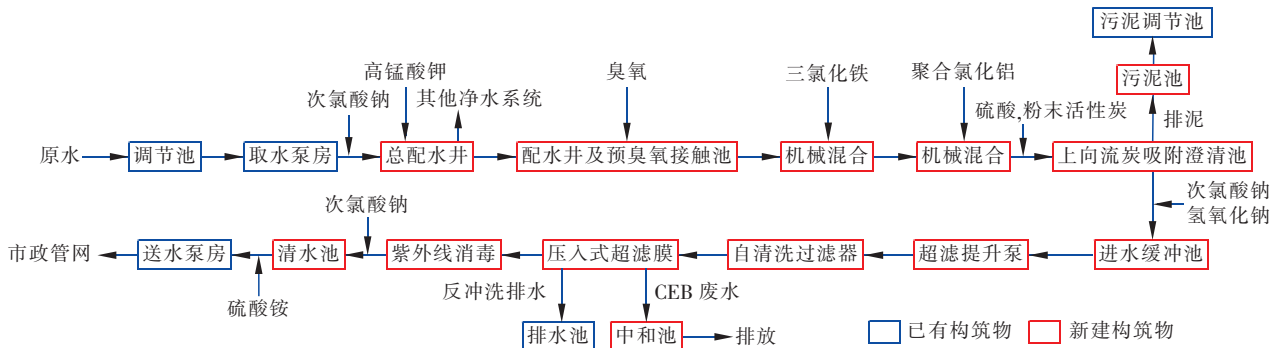 污泥调节池
高锰酸钾
臭氧
三氯化铁
聚合氯化铝
污泥池
次氯酸钠
其他净水系统
硫酸,粉末活性炭
排泥
原水
调节池
取水泵房
总配水井
配水井及预臭氧接触池
机械混合
机械混合
上向流炭吸附澄清池
次氯酸钠
次氯酸钠
氢氧化钠
市政管网
送水泵房
清水池
紫外线消毒
压入式超滤膜
自清洗过滤器
超滤提升泵
进水缓冲池
硫酸铵
反冲洗排水
CEB 废水
排水池
中和池
排放
已有构筑物
新建构筑物